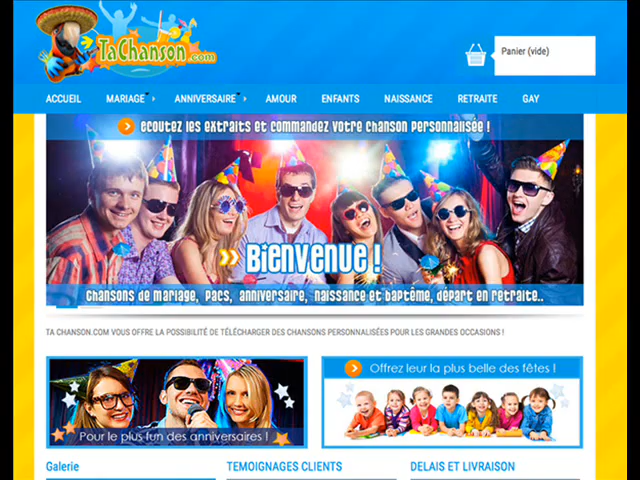 TaChanson.com
Panier (vide)
ACCUEIL MARIAGE ANNIVERSAIRE AMOUR ENFANTS NAISSANCE RETRAITE GAY
Ecoutez les extraits et commandez votre chanson personnalisée !
Bienvenue !
Chansons de mariage, pacs, anniversaire, naissance et baptême, départ en retraite..
TA CHANSON.COM VOUS OFFRE LA POSSIBILITÉ DE TÉLÉCHARGER DES CHANSONS PERSONNALISÉES POUR LES GRANDES OCCASIONS !
Pour le plus fun des anniversaires !
Offrez leur la plus belle des fêtes !
Galerie
TEMOIGNAGES CLIENTS
DELAIS ET LIVRAISON